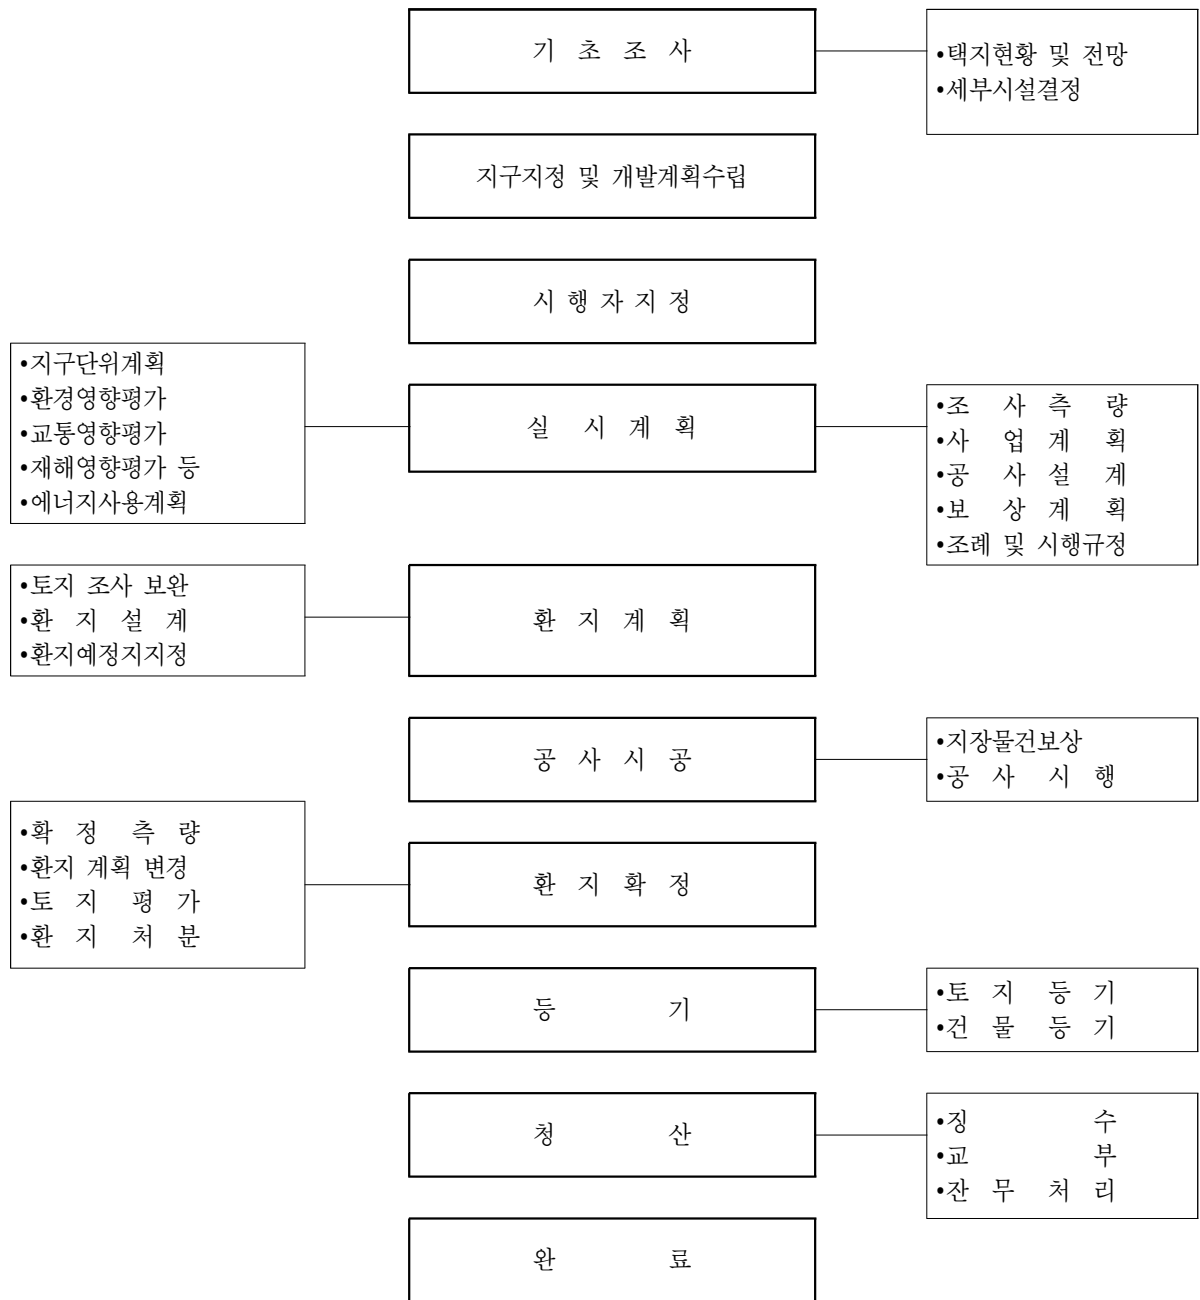 기 초 조 사
•택지현황 및 전망
•세부시설결정
지구지정 및 개발계획수립
시 행 자 지 정
•지구단위계획
•환경영향평가
•교통영향평가
•재해영향평가 등
•에너지사용계획
실 시 계 획
•조 사 측 량
•사 업 계 획
•공 사 설 계
•보 상 계 획
•조례 및 시행규정
•토지 조사 보완
•환 지 설 계
•환지예정지지정
환 지 계 획
공 사 시 공
•지장물건보상
•공 사 시 행
•확 정 측 량
•환지 계획 변경
•토 지 평 가
•환 지 처 분
환 지 확 정
등 기
•토 지 등 기
•건 물 등 기
청 산
•징 수
•교 부
•잔 무 처 리
완 료